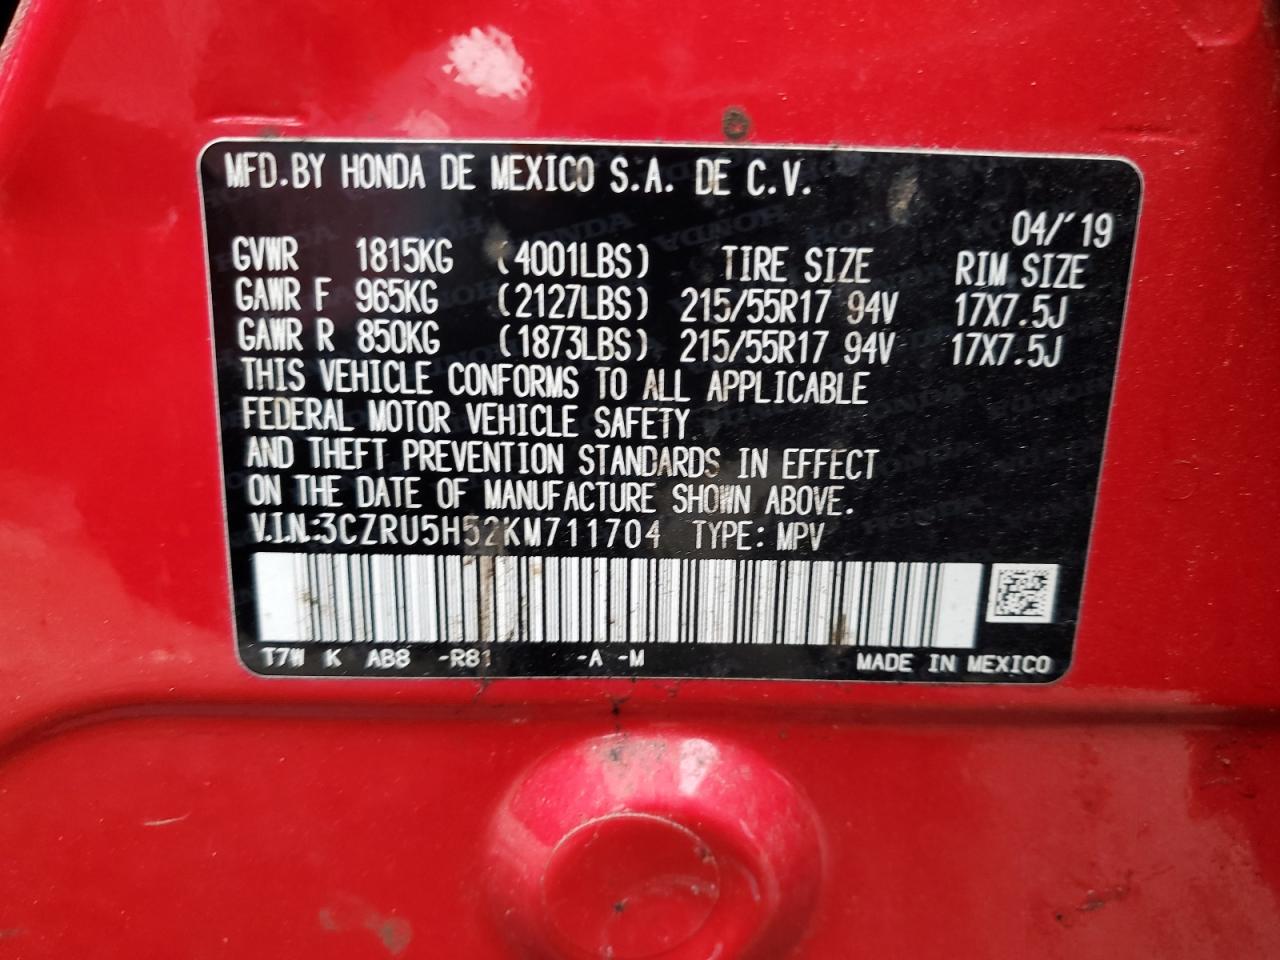 MFD.BY HONDA DE MEXICO S.A. DE C.V.
04/'19
GVWR 1815KG (4001LBS) TIRE SIZE RIM SIZE
GAWR F 965KG (2127LBS) 215/55R17 94V 17X7.5J
GAWR R 850KG (1873LBS) 215/55R17 94V 17X7.5J
THIS VEHICLE CONFORMS TO ALL APPLICABLE
FEDERAL MOTOR VEHICLE SAFETY
AND THEFT PREVENTION STANDARDS IN EFFECT
ON THE DATE OF MANUFACTURE SHOWN ABOVE.
V.I.N.:3CZRU5H52KM711704 TYPE: MPV
T7W K AB8 -R81 -A -M MADE IN MEXICO